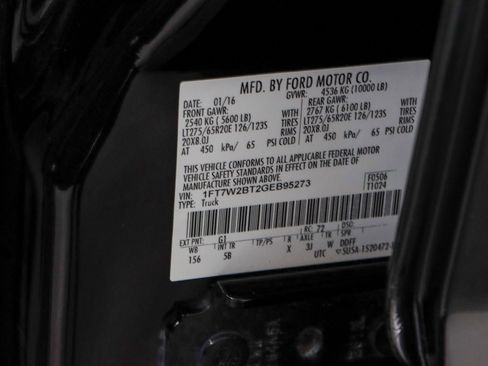 MFD. BY FORD MOTOR CO.
01/16 GVWR: 4536 KG (10000 LB)
FRONT GAWR: REAR GAWR:
2540 KG ( 5600 LB) 2767 KG ( 6100 LB)
LT275/65R20E 126/123S TIRES LT275/65R20E 126/123S TIRES
20X8.0J RIMS 20X8.0J RIMS
AT 450 kPa/ 65 PSI COLD AT 450 kPa/ 65 PSI COLD
THIS VEHICLE CONFORMS TO ALL APPLICABLE FEDERAL MOTOR
VEHICLE SAFETY STANDARDS IN EFFECT ON THE DATE OF
MANUFACTURE SHOWN ABOVE.
VIN: 1FT7W2BT2GEB95273 F0506
TYPE: Truck T1024
EXT PNT: G1 RC: 72 DSO:
WB INT TR TP/PS R AXLE TR SPR
156 5B X 3J W DDFF
UTC